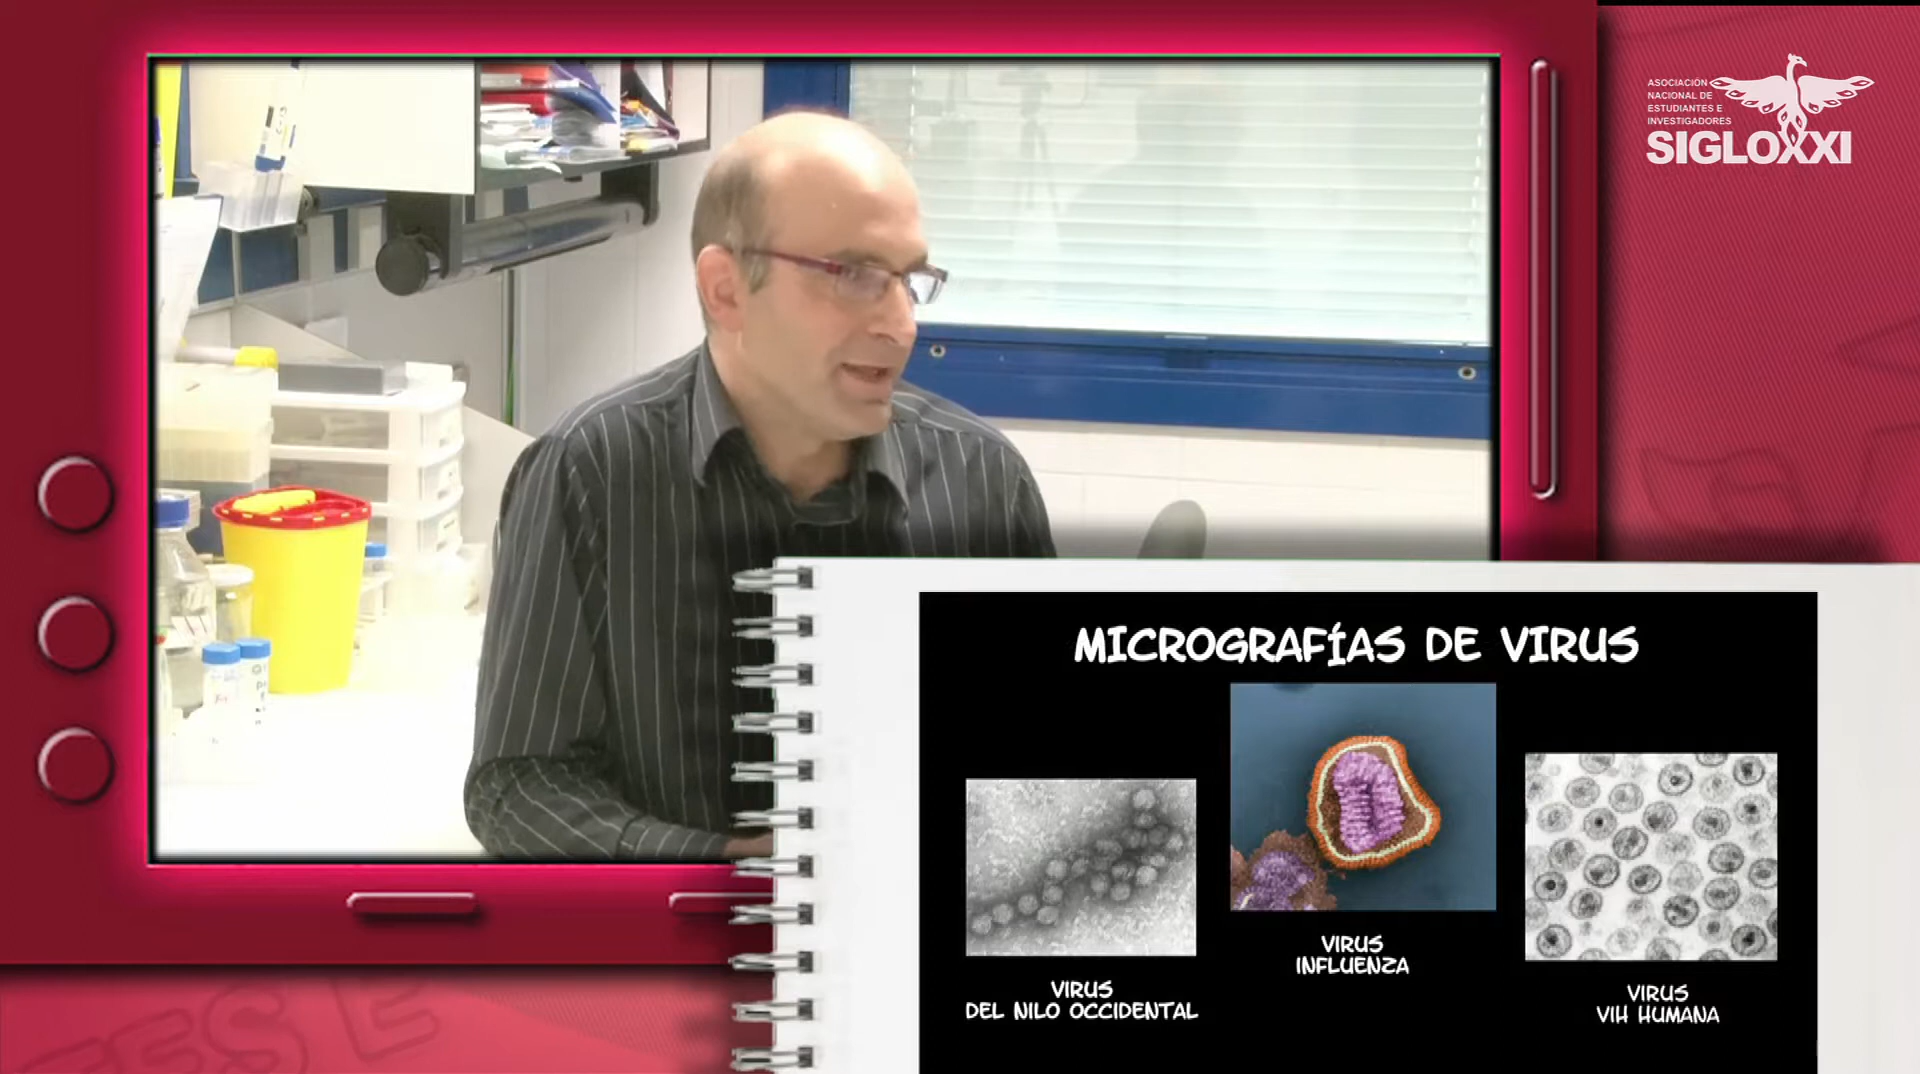 ASOCIACIÓN
NACIONAL DE
ESTUDIANTES E
INVESTIGADORES
SIGLOXXI
MICROGRAFÍAS DE VIRUS
VIRUS
INFLUENZA
VIRUS
DEL NILO OCCIDENTAL
VIRUS
VIH HUMANA